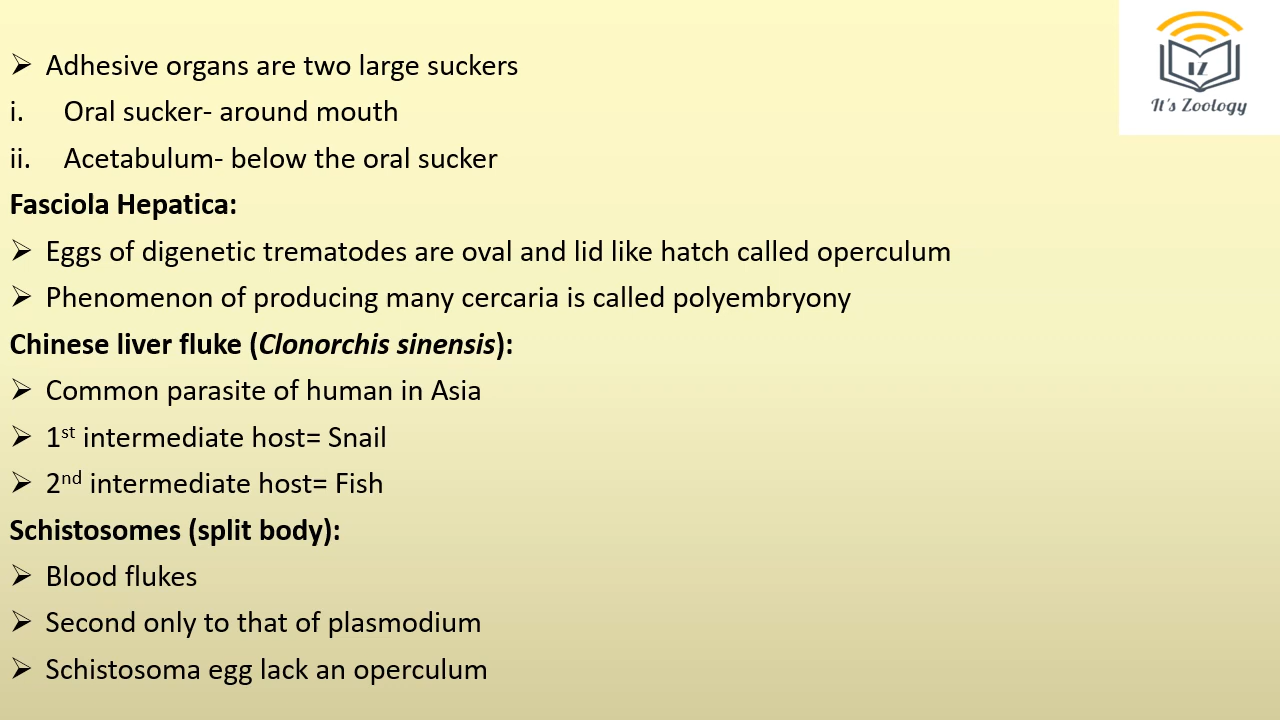 ➢ Adhesive organs are two large suckers
i. Oral sucker- around mouth
ii. Acetabulum- below the oral sucker
Fasciola Hepatica:
➢ Eggs of digenetic trematodes are oval and lid like hatch called operculum
➢ Phenomenon of producing many cercaria is called polyembryony
Chinese liver fluke (Clonorchis sinensis):
➢ Common parasite of human in Asia
➢ 1st intermediate host= Snail
➢ 2nd intermediate host= Fish
Schistosomes (split body):
➢ Blood flukes
➢ Second only to that of plasmodium
➢ Schistosoma egg lack an operculum
IZ
It's Zoology